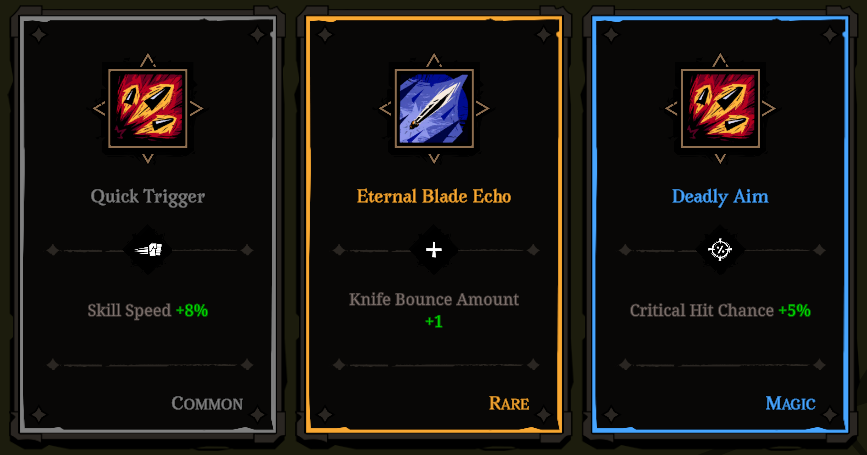 Quick Trigger
Skill Speed +8%
COMMON
Eternal Blade Echo
Knife Bounce Amount
+1
RARE
Deadly Aim
Critical Hit Chance +5%
MAGIC